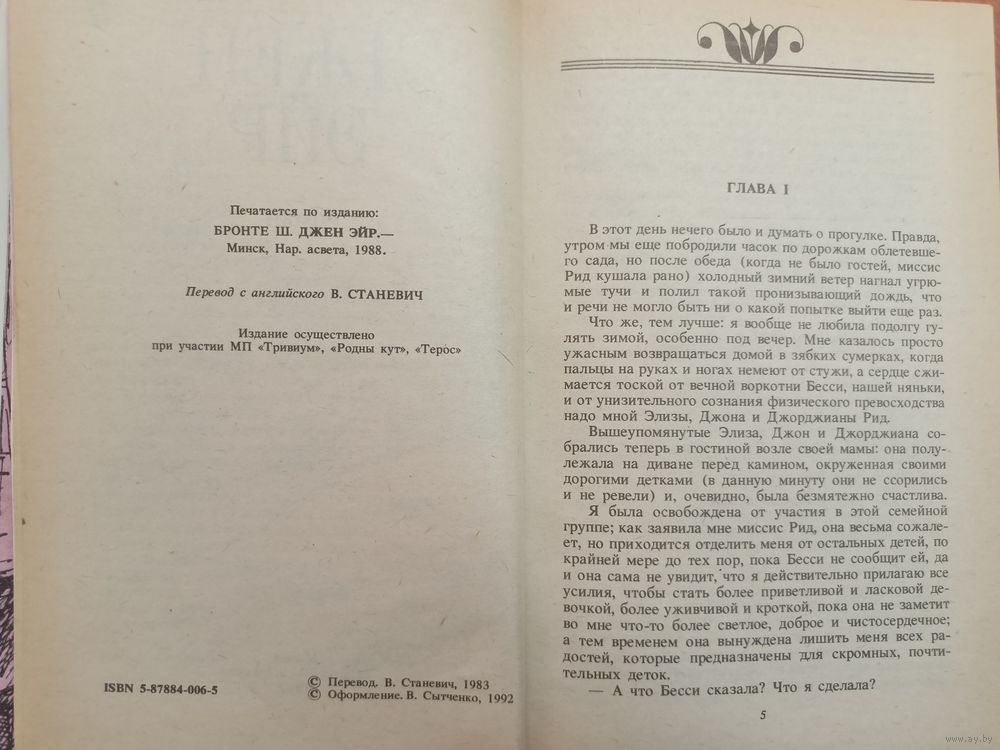 Печатается по изданию:
БРОНТЕ Ш. ДЖЕН ЭЙР.—
Минск, Нар. асвета, 1988.
Перевод с английского В. СТАНЕВИЧ
Издание осуществлено
при участии МП «Тривиум», «Родны кут», «Терос»
ISBN 5-87884-006-5
© Перевод. В. Станевич, 1983
© Оформление. В. Сытченко, 1992
ГЛАВА I
В этот день нечего было и думать о прогулке. Правда,
утром мы еще побродили часок по дорожкам облетевше-
го сада, но после обеда (когда не было гостей, миссис
Рид кушала рано) холодный зимний ветер нагнал угрю-
мые тучи и полил такой пронизывающий дождь, что
и речи не могло быть ни о какой попытке выйти еще раз.
Что же, тем лучше: я вообще не любила подолгу гу-
лять зимой, особенно под вечер. Мне казалось просто
ужасным возвращаться домой в зябких сумерках, когда
пальцы на руках и ногах немеют от стужи, а сердце сжи-
мается тоской от вечной воркотни Бесси, нашей няньки,
и от унизительного сознания физического превосходства
надо мной Элизы, Джона и Джорджианы Рид.
Вышеупомянутые Элиза, Джон и Джорджиана со-
брались теперь в гостиной возле своей мамы: она полу-
лежала на диване перед камином, окруженная своими
дорогими детками (в данную минуту они не ссорились
и не ревели) и, очевидно, была безмятежно счастлива.
Я была освобождена от участия в этой семейной
группе; как заявила мне миссис Рид, она весьма сожале-
ет, но приходится отделить меня от остальных детей, по
крайней мере до тех пор, пока Бесси не сообщит ей, да
и она сама не увидит, что я действительно прилагаю все
усилия, чтобы стать более приветливой и ласковой де-
вочкой, более уживчивой и кроткой, пока она не заметит
во мне что-то более светлое, доброе и чистосердечное;
а тем временем она вынуждена лишить меня всех ра-
достей, которые предназначены для скромных, почти-
тельных деток.
— А что Бесси сказала? Что я сделала?
5
www.ay.by